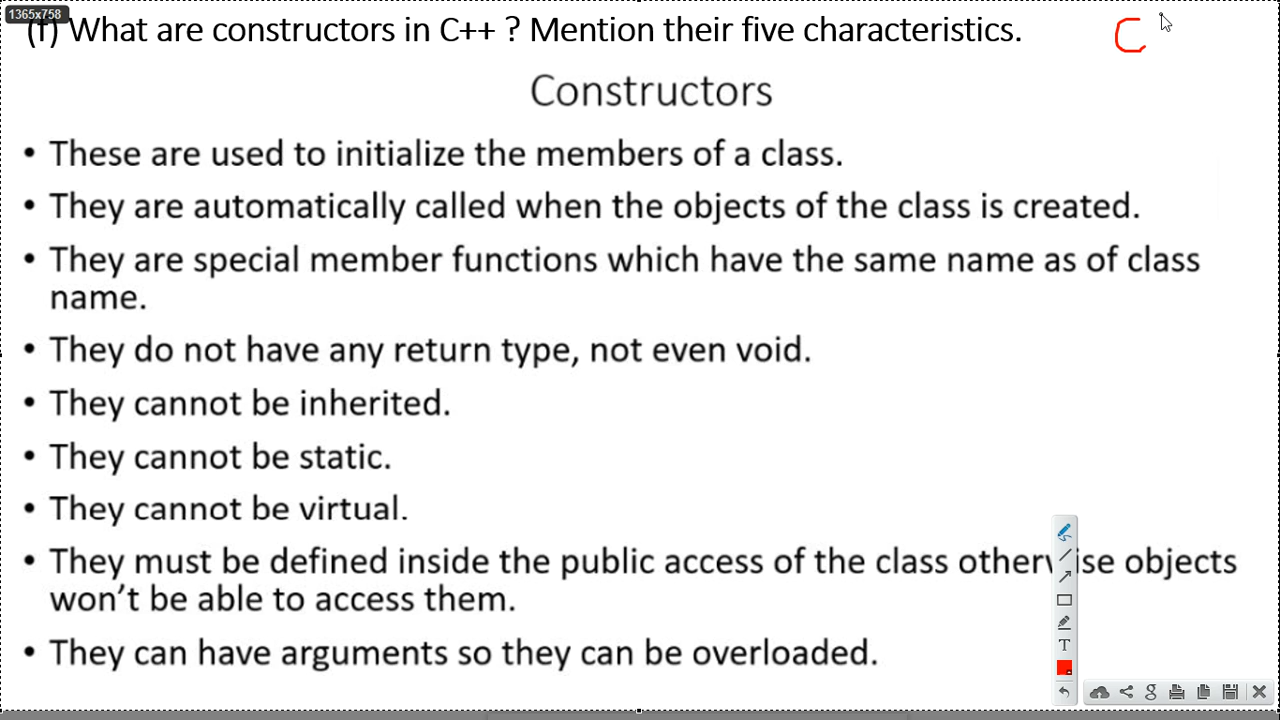 1365x758
(f) What are constructors in C++ ? Mention their five characteristics.
C
Constructors
• These are used to initialize the members of a class.
• They are automatically called when the objects of the class is created.
• They are special member functions which have the same name as of class
name.
• They do not have any return type, not even void.
• They cannot be inherited.
• They cannot be static.
• They cannot be virtual.
• They must be defined inside the public access of the class otherwise objects
won't be able to access them.
T
• They can have arguments so they can be overloaded.
g